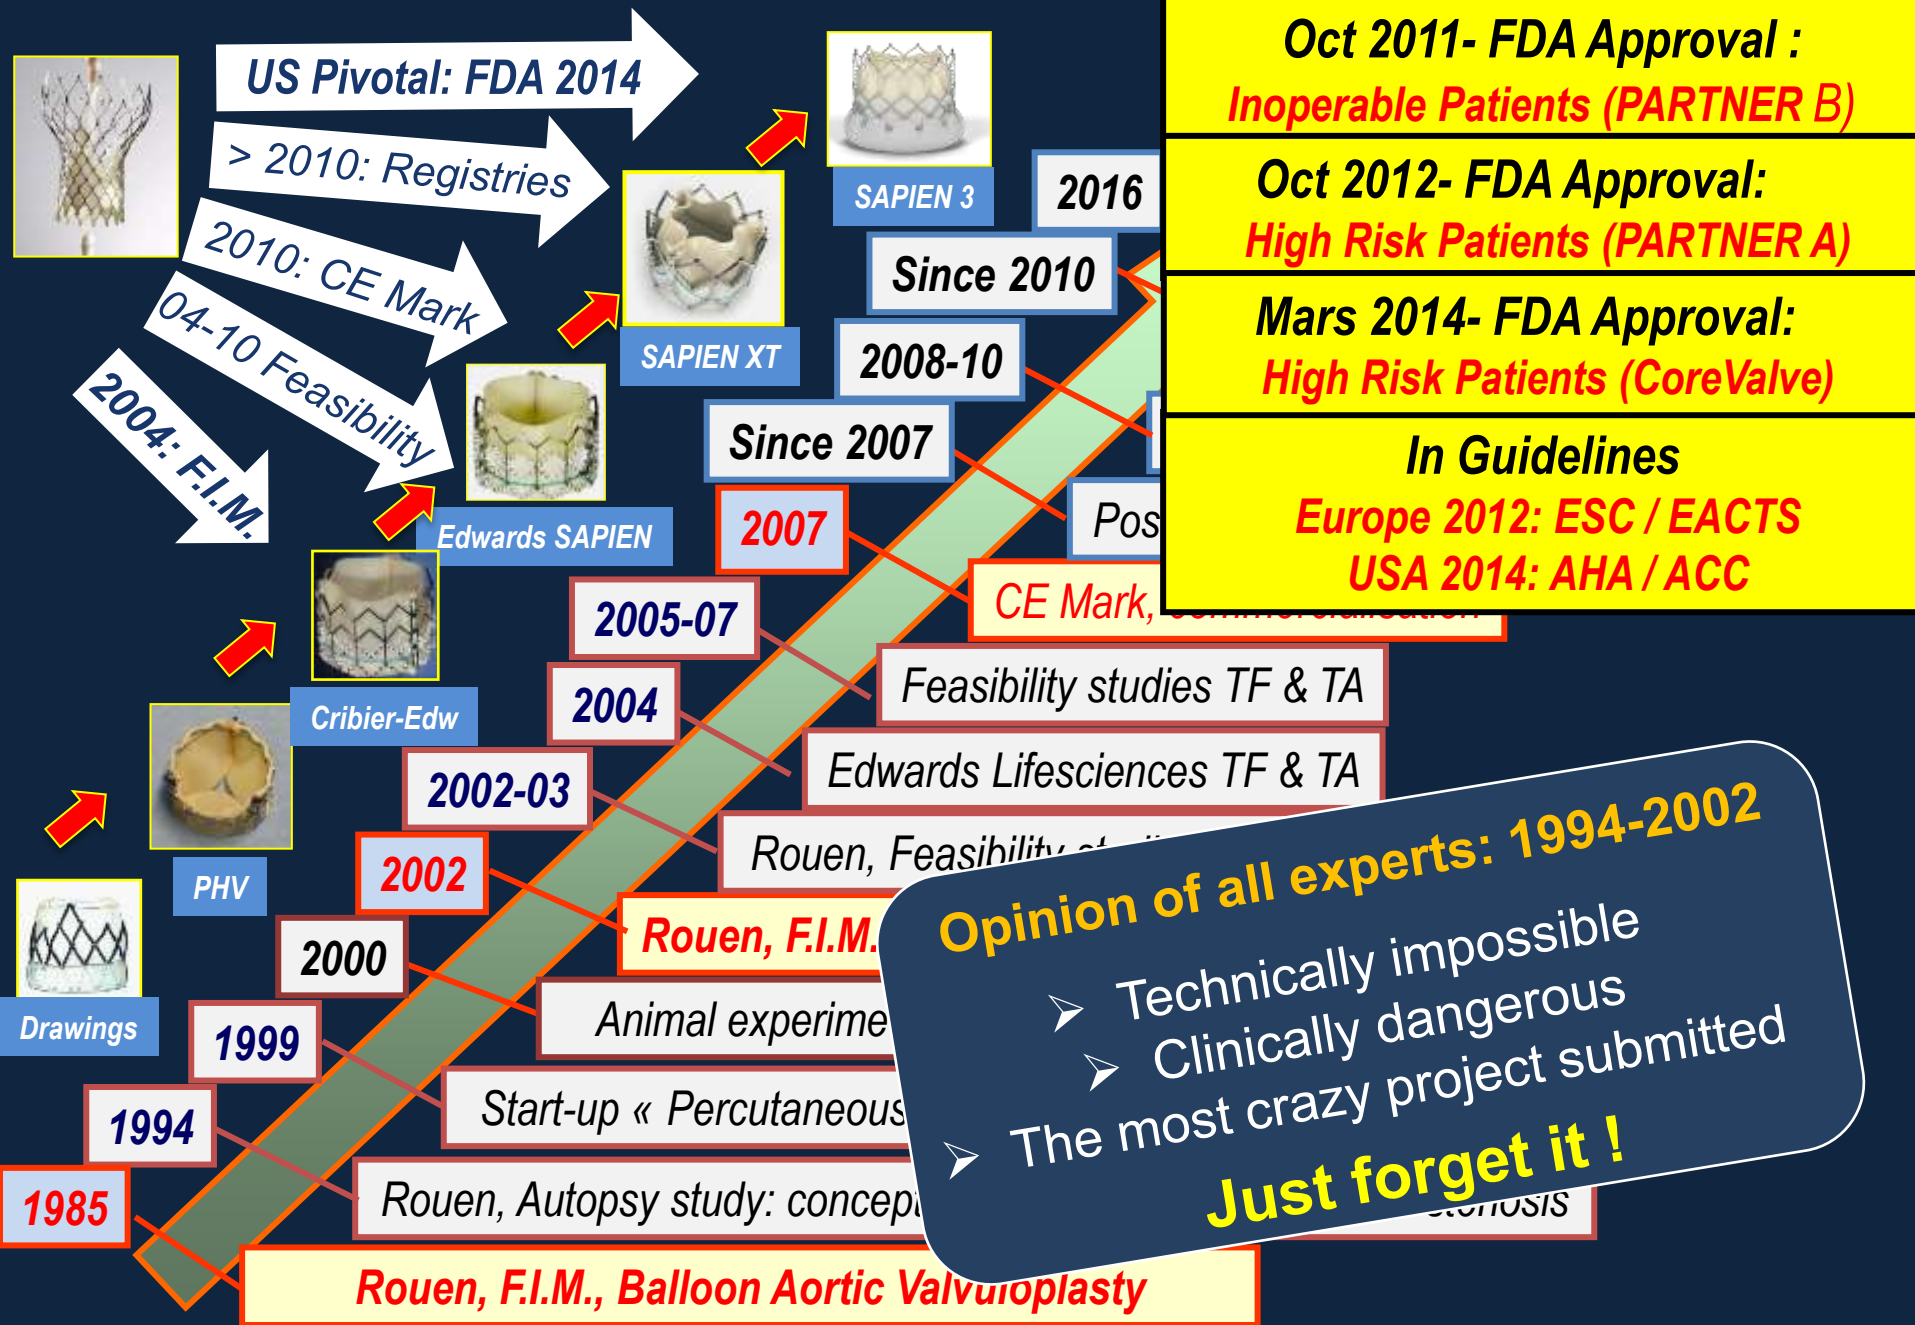 US Pivotal: FDA 2014
> 2010: Registries
2010: CE Mark
04-10 Feasibility
2004: F.I.M.
SAPIEN 3
SAPIEN XT
Edwards SAPIEN
Cribier-Edw
PHV
Drawings
Oct 2011- FDA Approval :
Inoperable Patients (PARTNER B)
Oct 2012- FDA Approval:
High Risk Patients (PARTNER A)
Mars 2014- FDA Approval:
High Risk Patients (CoreValve)
In Guidelines
Europe 2012: ESC / EACTS
USA 2014: AHA / ACC
2016
Since 2010
2008-10
Since 2007
2007
CE Mark,
2005-07
Feasibility studies TF & TA
2004
Edwards Lifesciences TF & TA
2002-03
Rouen, Feasibility
2002
Rouen, F.I.M.
2000
Animal
1999
Start-up « Percutaneous
1994
Rouen, Autopsy study:
1985
Rouen, F.I.M., Balloon Aortic Valvuloplasty
Opinion of all experts: 1994-2002
➢ Technically impossible
➢ Clinically dangerous
➢ The most crazy project submitted
Just forget it !